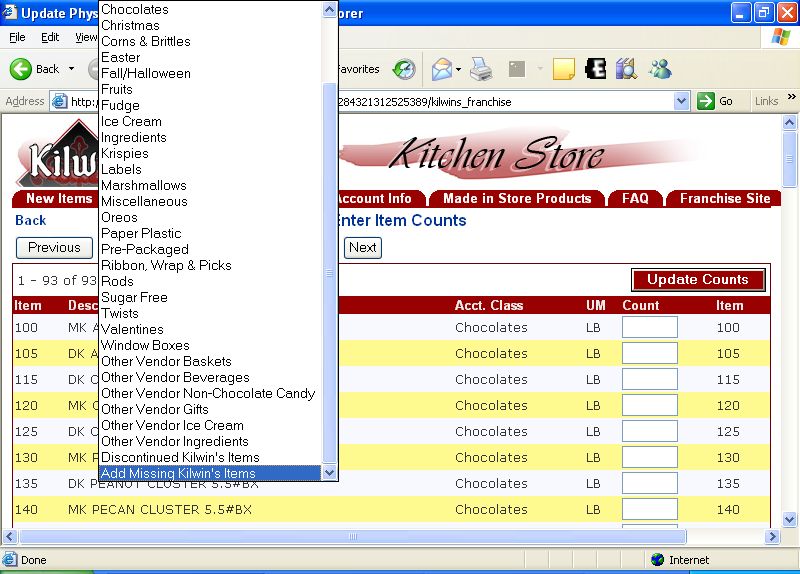 Update Phys
orer
File Edit View
Back
Favorites
Address http:
284321312525389/kilwins_franchise
Go
Links »
Kilw
Kitchen Store
New Items
Account Info
Made in Store Products
FAQ
Franchise Site
Back
Enter Item Counts
Previous
Next
1 - 93 of 93
Update Counts
Item Desc
Acct. Class UM Count Item
100 MK A
Chocolates LB 100
105 DK A
Chocolates LB 105
115 DK C
Chocolates LB 115
120 MK C
Chocolates LB 120
125 DK C
Chocolates LB 125
130 MK P
Chocolates LB 130
135 DK PEANUT CLUSTER 5.5#BX Chocolates LB 135
140 MK PECAN CLUSTER 5.5#BX Chocolates LB 140
Chocolates
Christmas
Corns & Brittles
Easter
Fall/Halloween
Fruits
Fudge
Ice Cream
Ingredients
Krispies
Labels
Marshmallows
Miscellaneous
Oreos
Paper Plastic
Pre-Packaged
Ribbon, Wrap & Picks
Rods
Sugar Free
Twists
Valentines
Window Boxes
Other Vendor Baskets
Other Vendor Beverages
Other Vendor Non-Chocolate Candy
Other Vendor Gifts
Other Vendor Ice Cream
Other Vendor Ingredients
Discontinued Kilwin's Items
Add Missing Kilwin's Items
Done
Internet